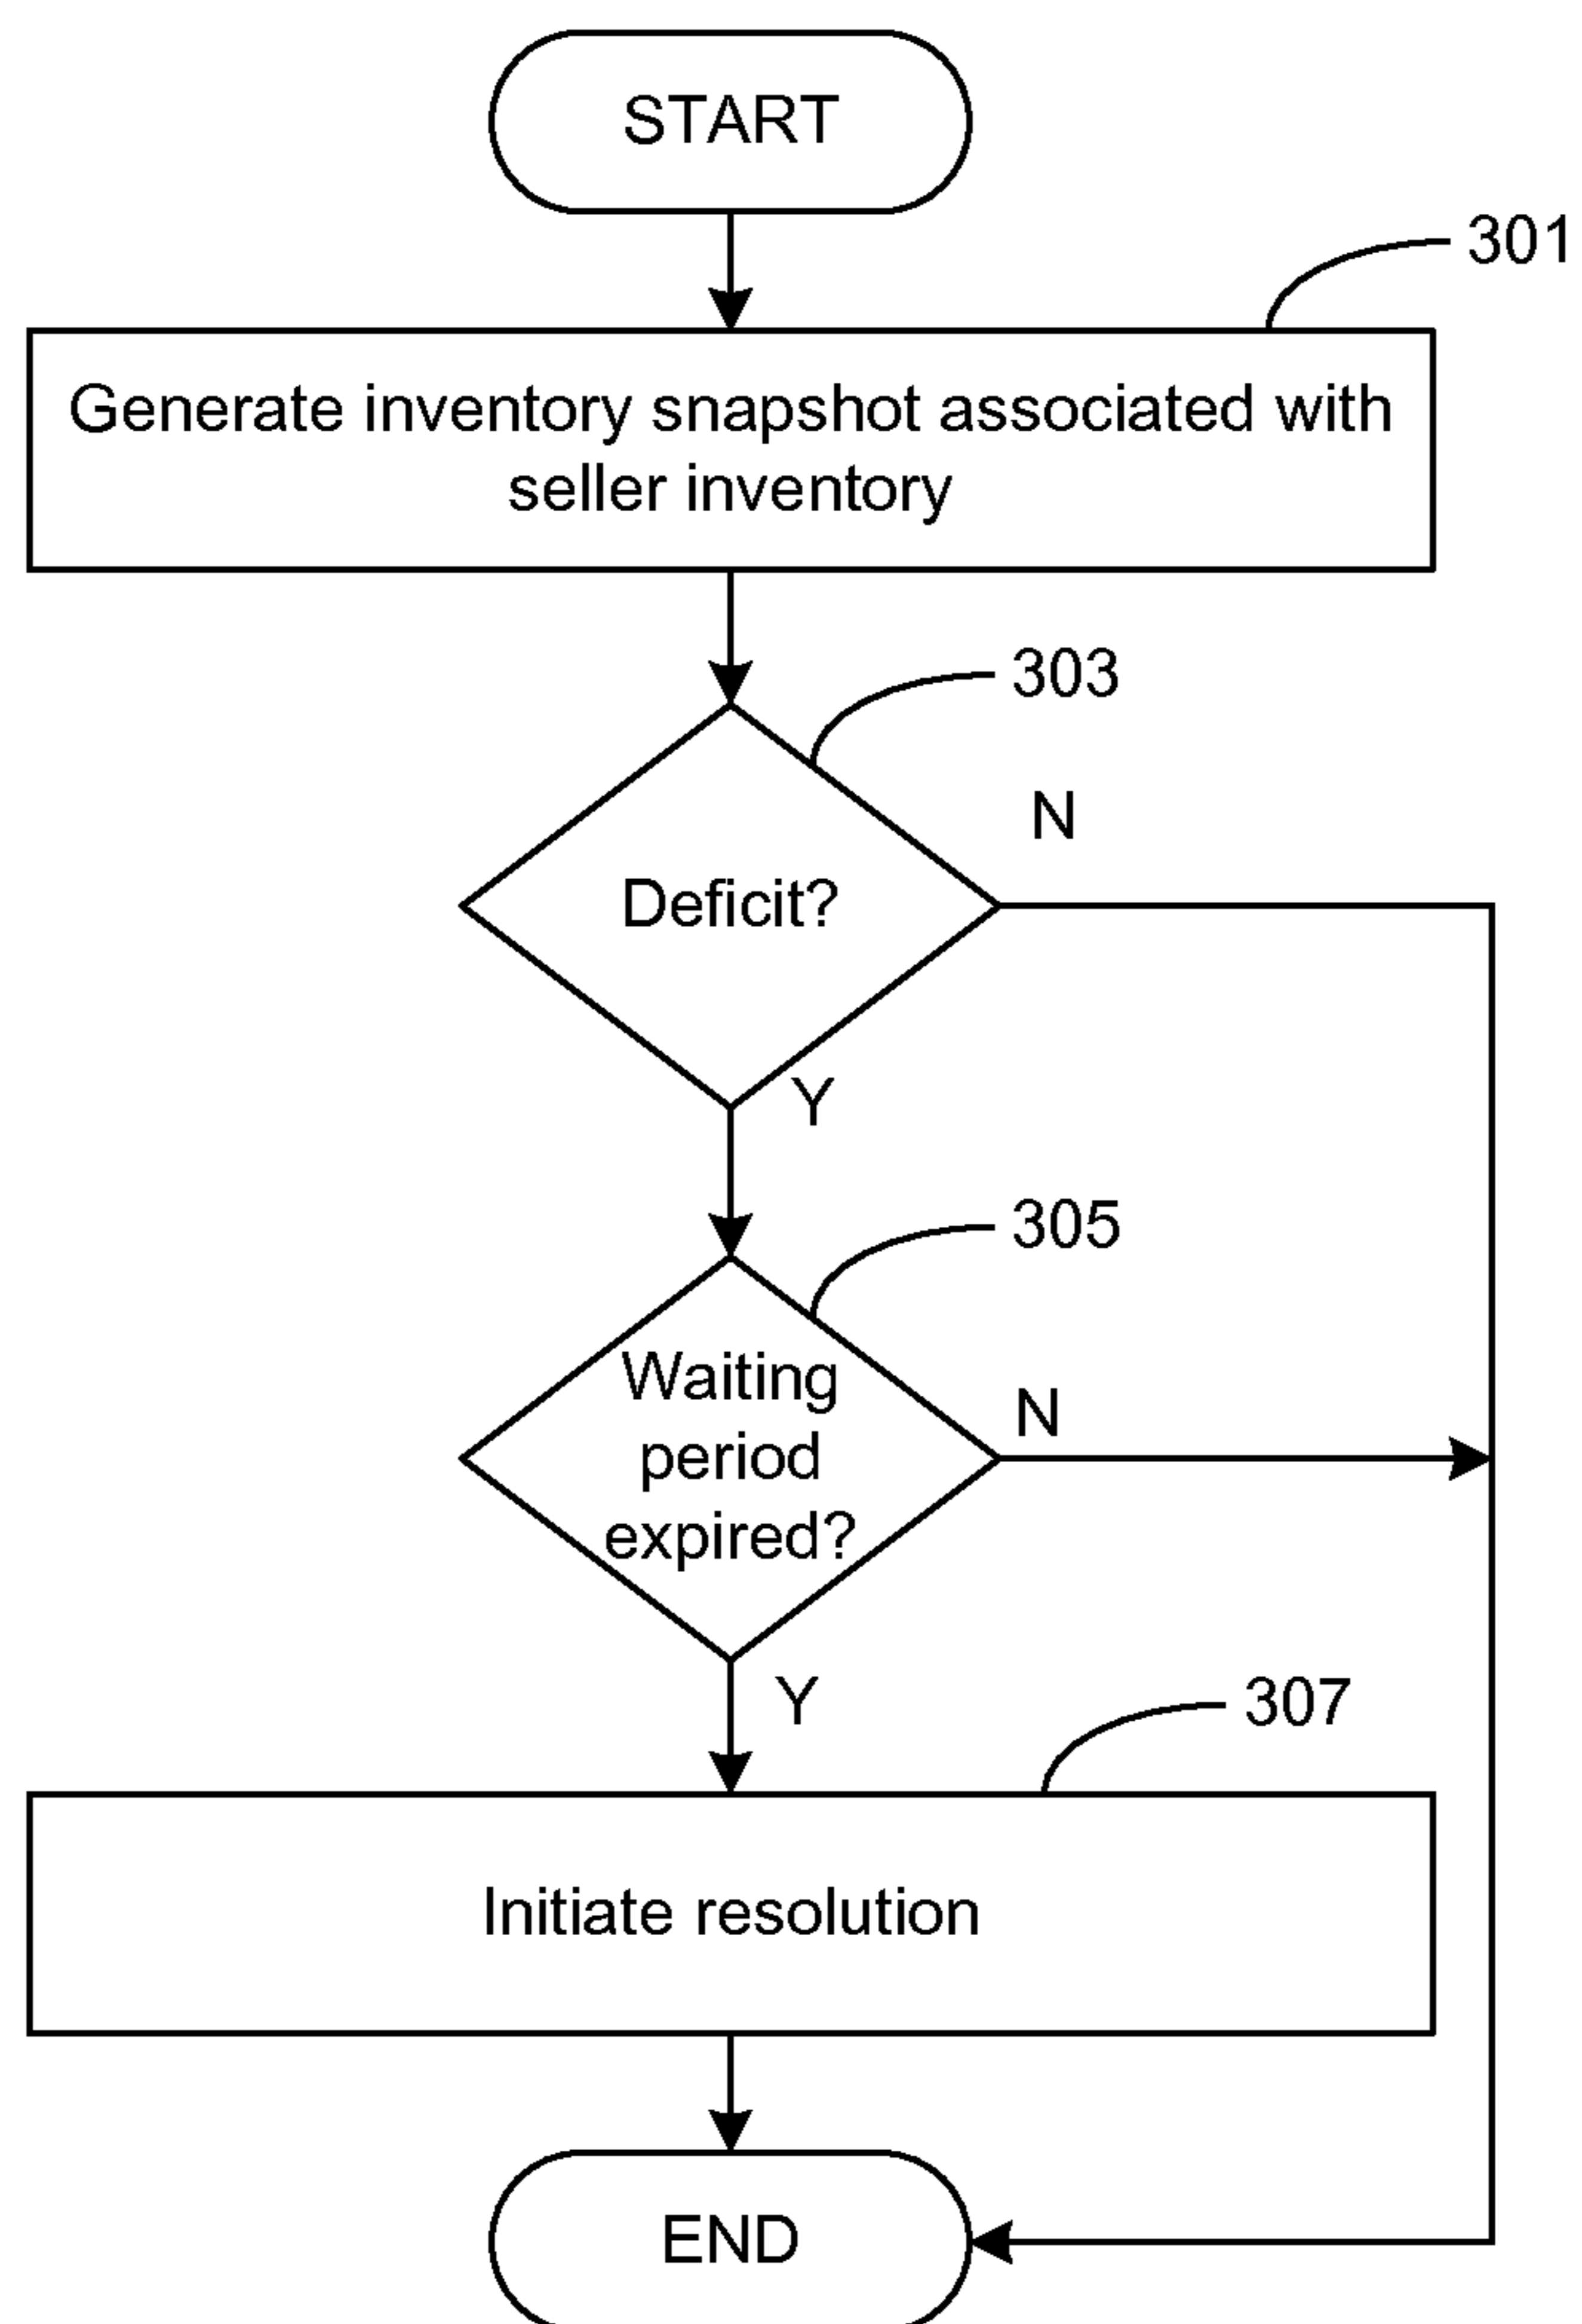 START
301
Generate inventory snapshot associated with
seller inventory
303
N
Deficit?
Y
305
Waiting
N
period
expired?
Y
307
Initiate resolution
END